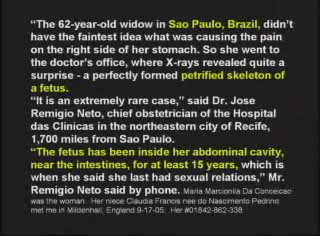 “The 62-year-old widow in Sao Paulo, Brazil, didn’t
have the faintest idea what was causing the pain
on the right side of her stomach. So she went to
the doctor’s office, where X-rays revealed quite a
surprise - a perfectly formed petrified skeleton of
a fetus.
“It is an extremely rare case,” said Dr. Jose
Remigio Neto, chief obstetrician of the Hospital
das Clinicas in the northeastern city of Recife,
1,700 miles from Sao Paulo.
“The fetus has been inside her abdominal cavity,
near the intestines, for at least 15 years, which is
when she said she last had sexual relations,” Mr.
Remigio Neto said by phone. Maria Marcionila Da Conceicao
was the woman. Her niece Claudia Francis nee do Nascimento Pedrino
met me in Mildenhall, England 9-17-05. Her #01842-862-338